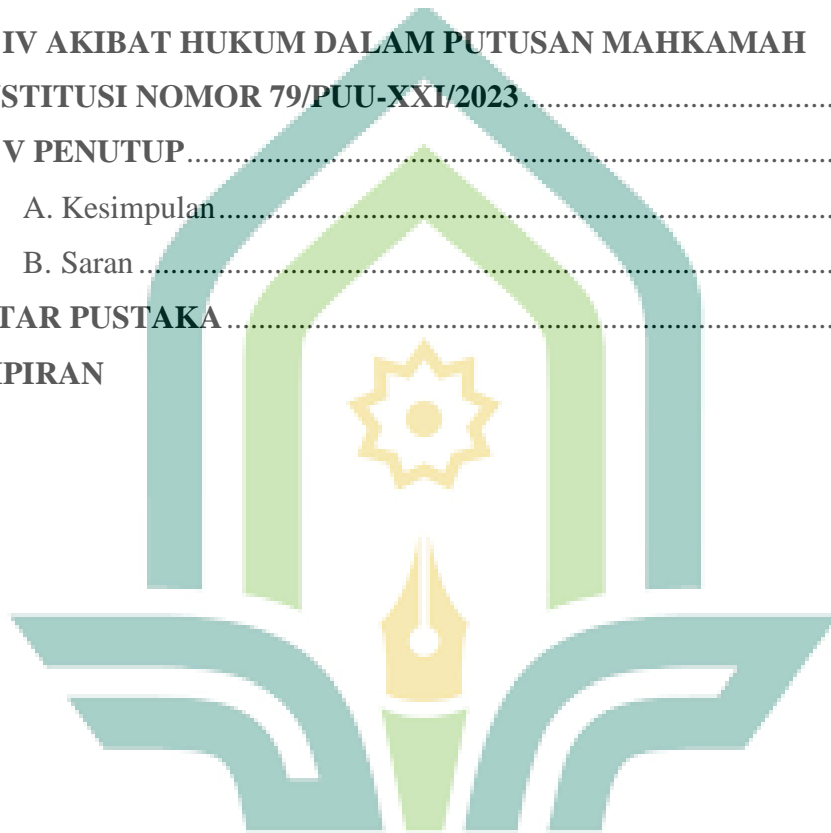 IV AKIBAT HUKUM DALAM PUTUSAN MAHKAMAH
STITUSI NOMOR 79/PUU-XXI/2023
V PENUTUP
A. Kesimpulan
B. Saran
TAR PUSTAKA
PIRAN